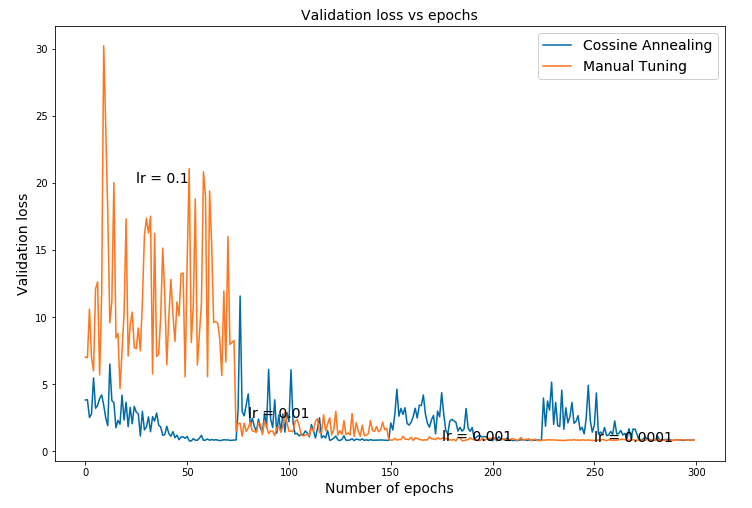 Validation loss vs epochs
Cossine Annealing
Manual Tuning
30
25
20
15
10
5
0
Validation loss
lr = 0.1
lr = 0.01
lr = 0.001
lr = 0.0001
0
50
100
150
200
250
300
Number of epochs